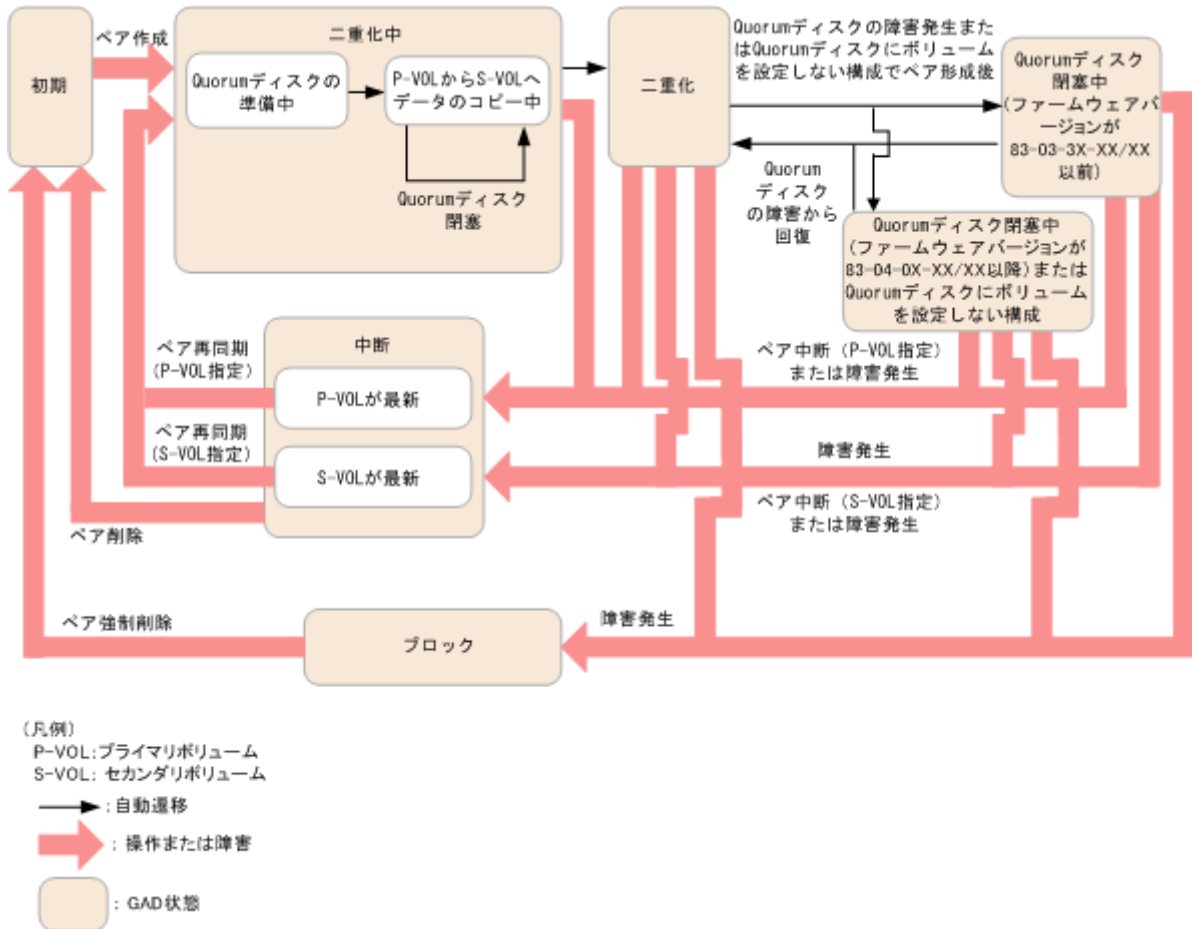 初期
ペア作成
二重化中
Quorumディスクの
準備中
P-VOLからS-VOLへ
データのコピー中
Quorumディスク
閉塞
二重化
Quorumディスクの障害発生また
はQuorumディスクにボリューム
を設定しない構成でペア形成後
Quorumディスク
閉塞中
(ファームウェアバ
ージョンが
83-03-3X-XX/XX
以前)
Quorum
ディスク
の障害から
回復
Quorumディスク閉塞中
(ファームウェアバージョンが
83-04-0X-XX/XX以降)または
Quorumディスクにボリューム
を設定しない構成
ペア再同期
(P-VOL指定)
中断
P-VOLが最新
ペア中断(P-VOL指定)
または障害発生
ペア再同期
(S-VOL指定)
S-VOLが最新
障害発生
ペア中断(S-VOL指定)
または障害発生
ペア削除
ペア強制削除
ブロック
障害発生
(凡例)
P-VOL:プライマリボリューム
S-VOL: セカンダリボリューム
:自動遷移
: 操作または障害
: GAD状態